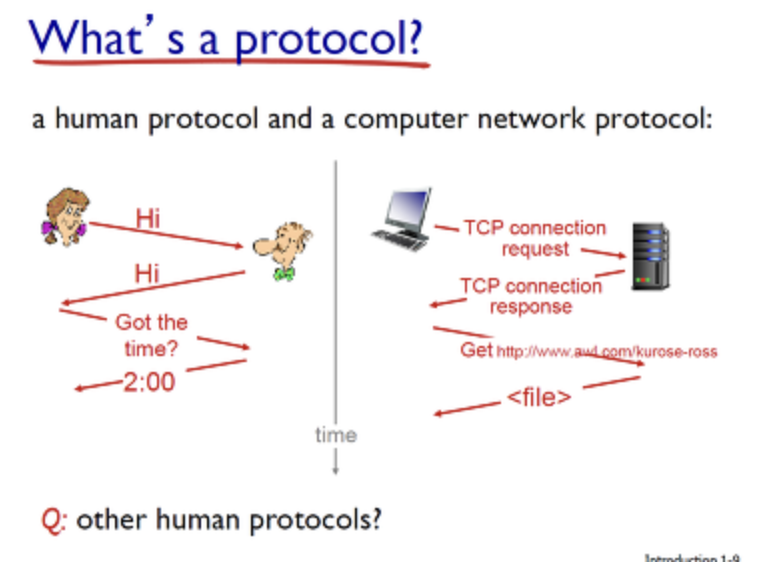 What's a protocol?
a human protocol and a computer network protocol:
Hi
Hi
Got the
time?
2:00
TCP connection
request
TCP connection
response
Get http://www.awl.com/kurose-ross
<file>
time
Q: other human protocols?
Introduction 1-9